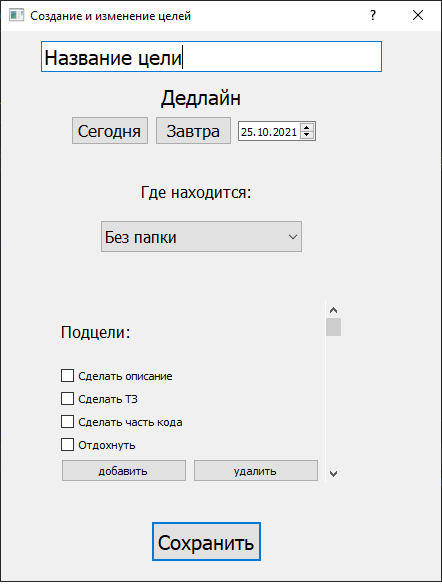 Создание и изменение целей ?
Название цели
Дедлайн
Сегодня Завтра 25.10.2021
Где находится:
Без папки
Подцели:
Сделать описание
Сделать ТЗ
Сделать часть кода
Отдохнуть
добавить удалить
Сохранить